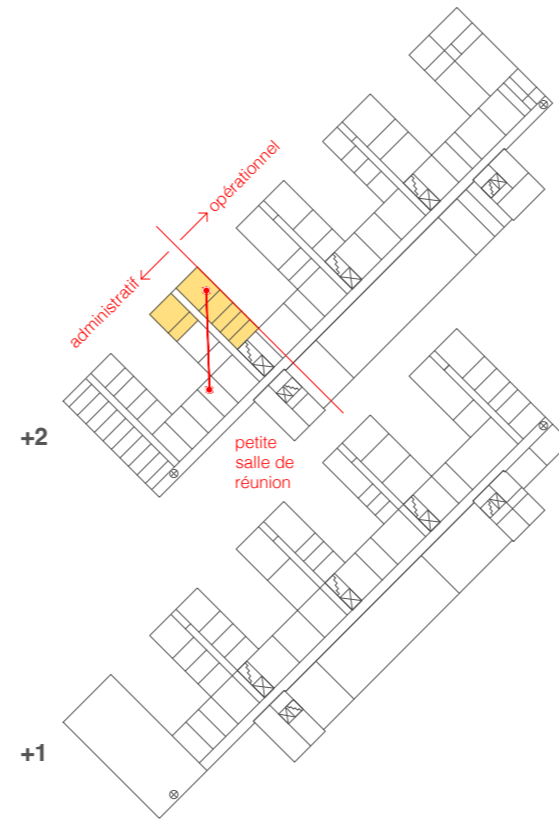 opérationnel
administratif
+2
petite
salle de
réunion
+1